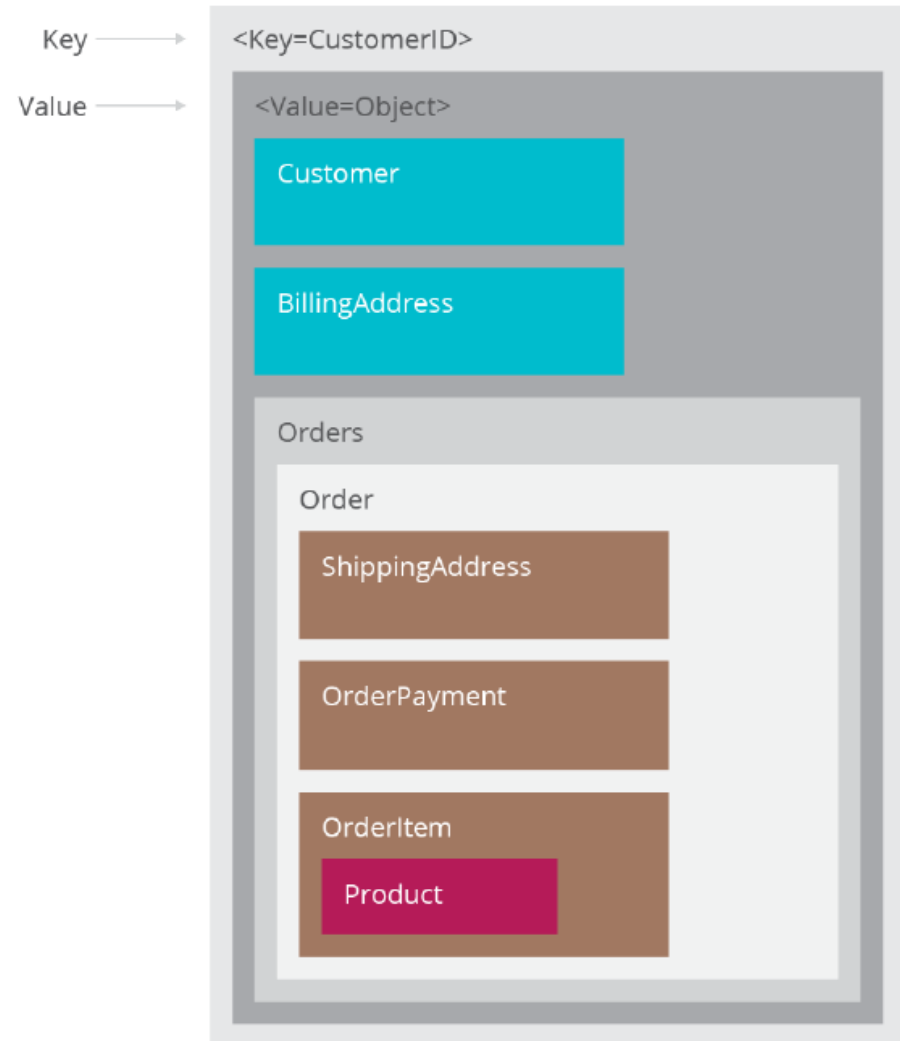 Key
<Key=CustomerID>
Value
<Value=Object>
Customer
BillingAddress
Orders
Order
ShippingAddress
OrderPayment
OrderItem
Product